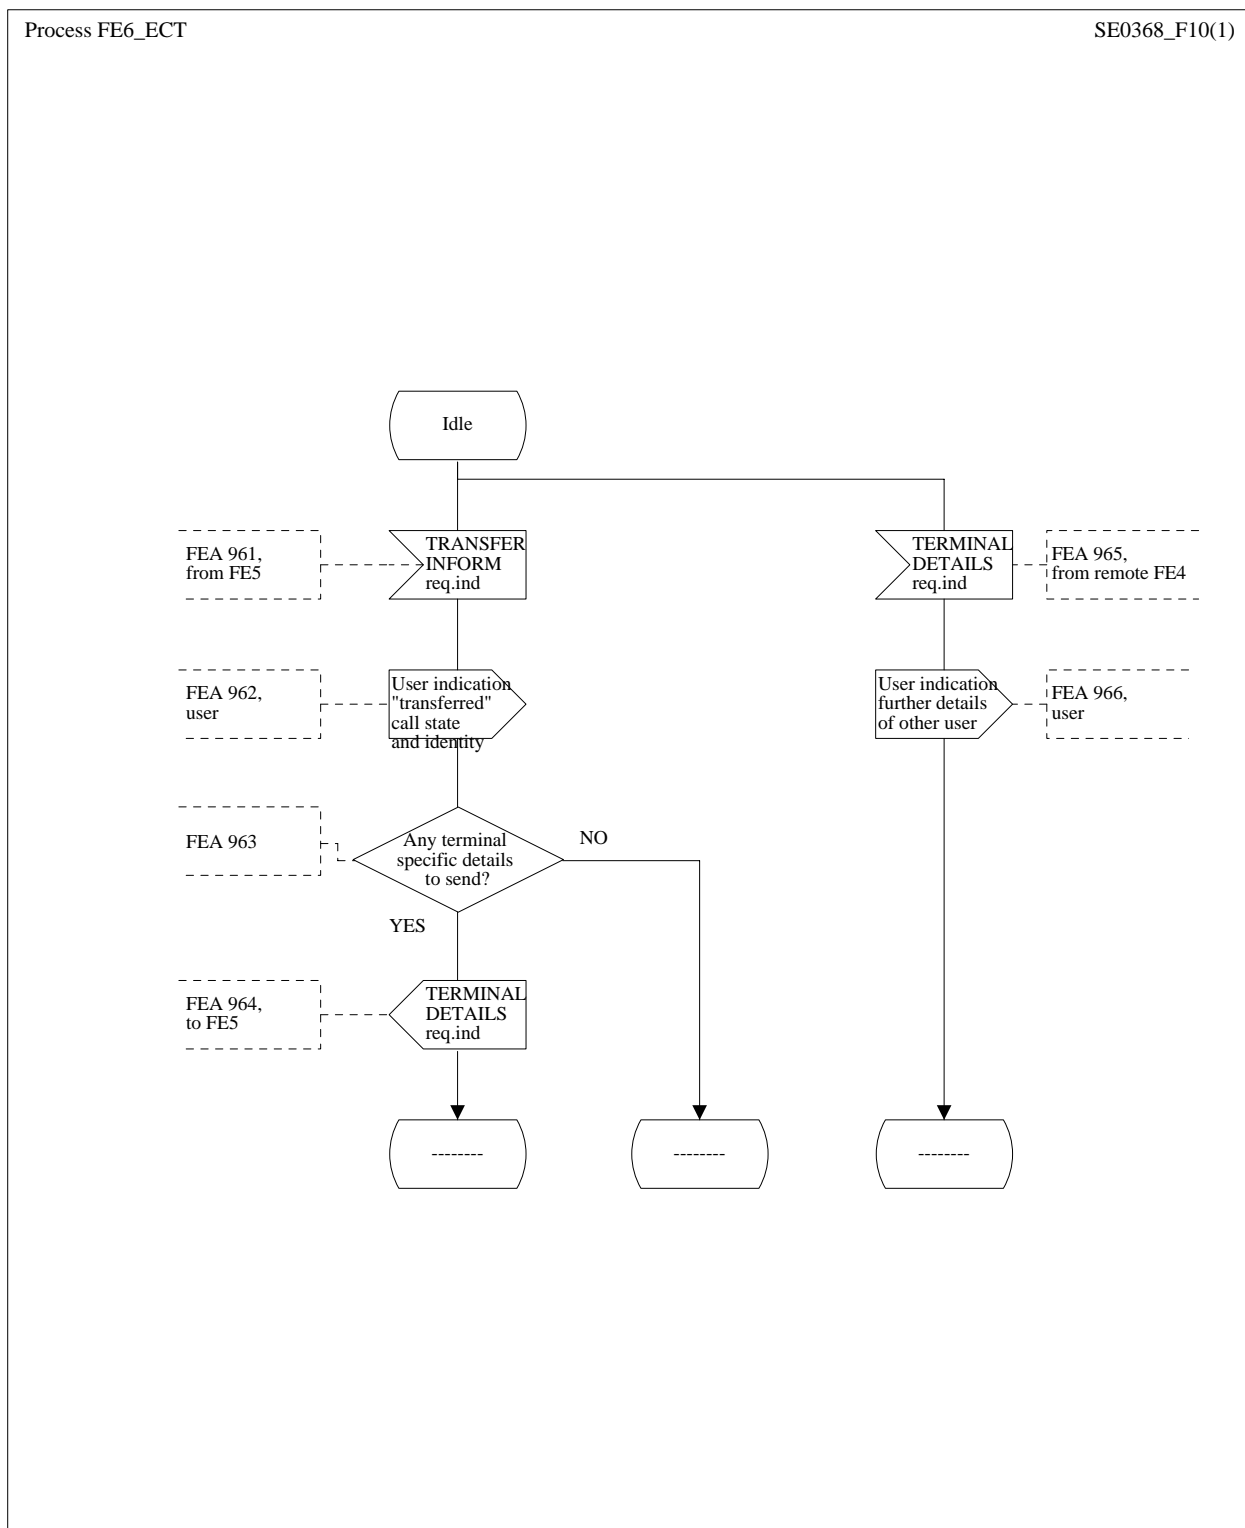 Process FE6_ECT
SE0368_F10(1)
Idle
FEA 961,
from FE5
TRANSFER
INFORM
req.ind
TERMINAL
DETAILS
req.ind
FEA 965,
from remote FE4
FEA 962,
user
User indication
"transferred"
call state
and identity
User indication
further details
of other user
FEA 966,
user
FEA 963
Any terminal
specific details
to send?
NO
YES
FEA 964,
to FE5
TERMINAL
DETAILS
req.ind
--------
--------
--------